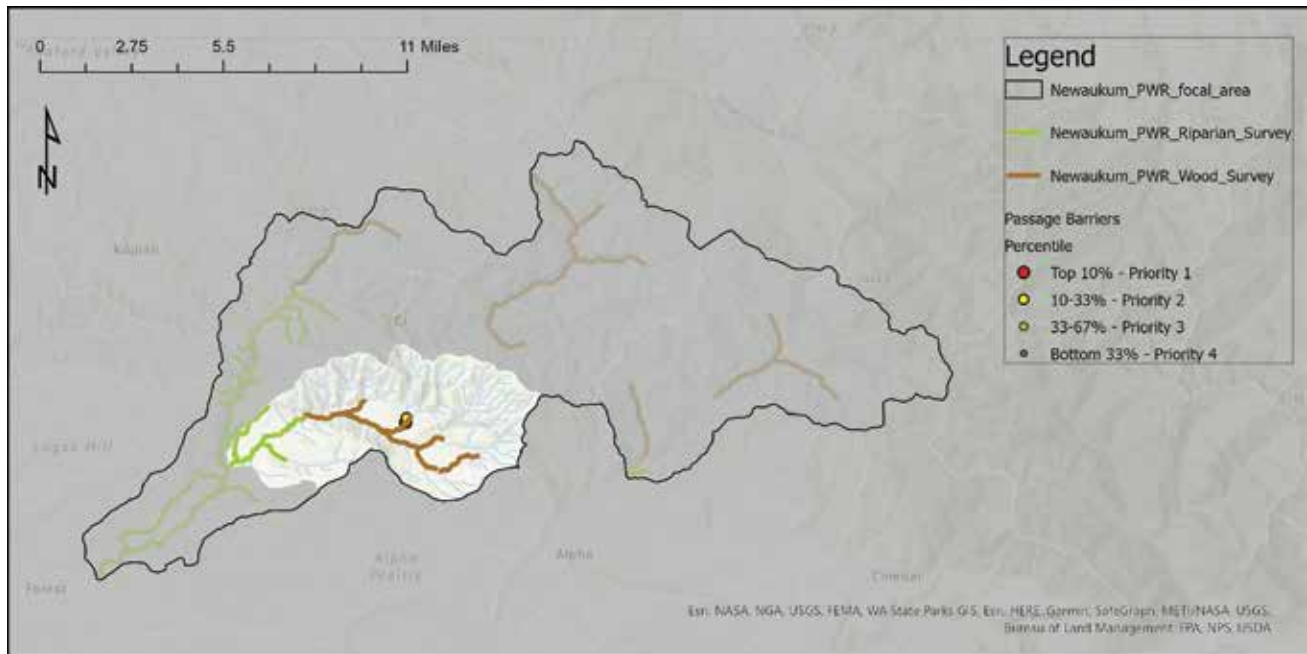 0 2.75 5.5 11 Miles
N
Legend
Newaukum_PWR_focal_area
Newaukum_PWR_Riparian_Survey
Newaukum_PWR_Wood_Survey
Passage Barriers
Percentile
Top 10% - Priority 1
10-33% - Priority 2
33-67% - Priority 3
Bottom 33% - Priority 4
Logan Hill
Alpha
Prairie
Alpha
Cinebar
Forest
Esri, NASA, NGA, USGS, FEMA, WA State Parks GIS, Esri, HERE, Garmin, SafeGraph, METI/NASA, USGS,
Bureau of Land Management, EPA, NPS, USDA